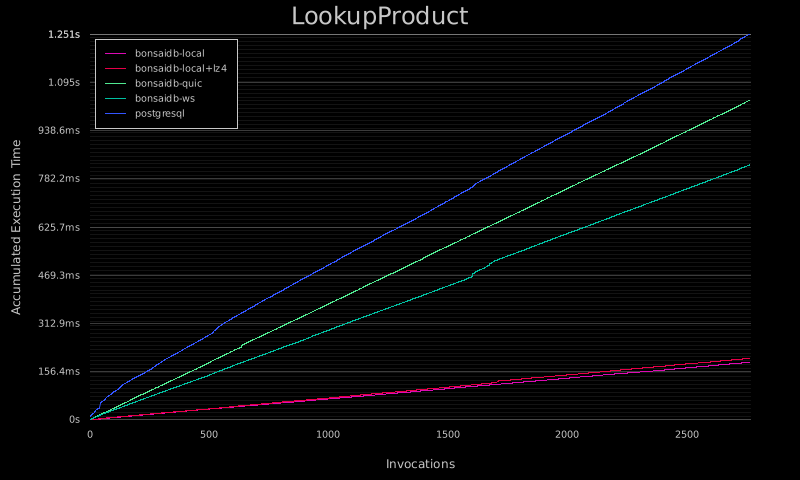 LookupProduct
1.251s
1.095s
938.6ms
782.2ms
625.7ms
469.3ms
312.9ms
156.4ms
0s
bonsaidb-local
bonsaidb-local+lz4
bonsaidb-quic
bonsaidb-ws
postgresql
Accumulated Execution Time
0 500 1000 1500 2000 2500
Invocations